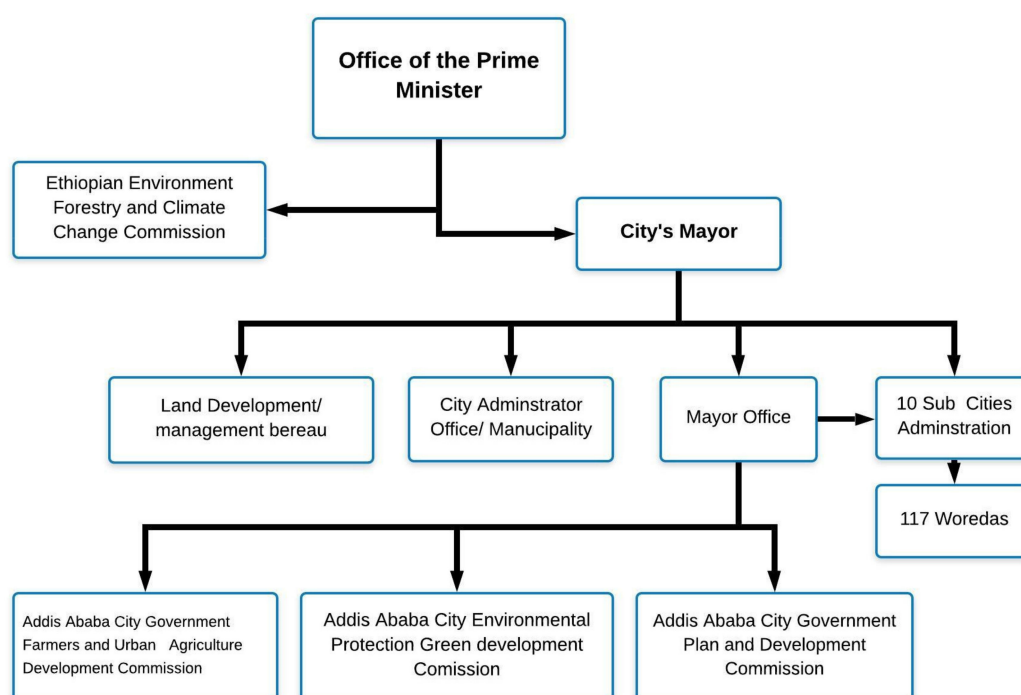 Office of the Prime
Minister
Ethiopian Environment
Forestry and Climate
Change Commission
City's Mayor
Land Development/
management bereau
City Adminstrator
Office/ Manucipality
Mayor Office
10 Sub Cities
Adminstration
117 Woredas
Addis Ababa City Government
Farmers and Urban Agriculture
Development Commission
Addis Ababa City Environmental
Protection Green development
Comission
Addis Ababa City Government
Plan and Development
Commission